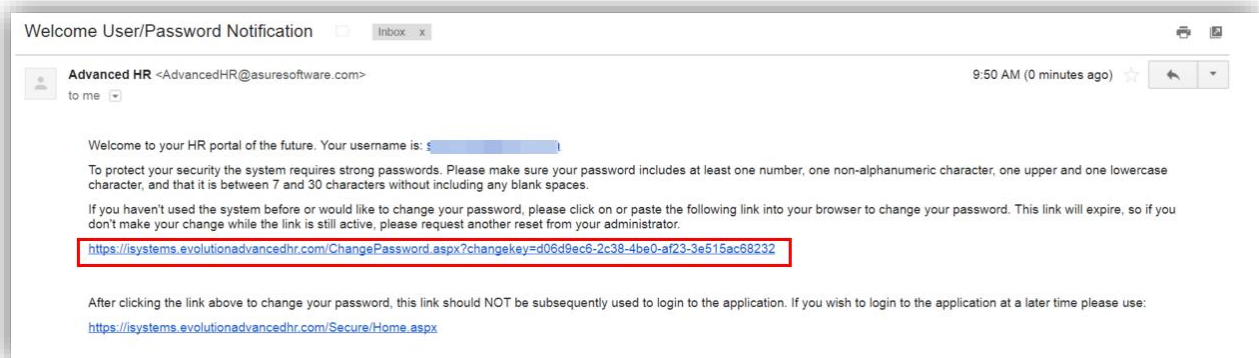 Welcome User/Password Notification Inbox x
Advanced HR <AdvancedHR@asuresoftware.com> 9:50 AM (0 minutes ago)
to me
Welcome to your HR portal of the future. Your username is:
To protect your security the system requires strong passwords. Please make sure your password includes at least one number, one non-alphanumeric character, one upper and one lowercase
character, and that it is between 7 and 30 characters without including any blank spaces.
If you haven't used the system before or would like to change your password, please click on or paste the following link into your browser to change your password. This link will expire, so if you
don't make your change while the link is still active, please request another reset from your administrator.
https://isystems.evolutionadvancedhr.com/ChangePassword.aspx?changekey=d06d9ec6-2c38-4be0-af23-3e515ac68232
After clicking the link above to change your password, this link should NOT be subsequently used to login to the application. If you wish to login to the application at a later time please use:
https://isystems.evolutionadvancedhr.com/Secure/Home.aspx